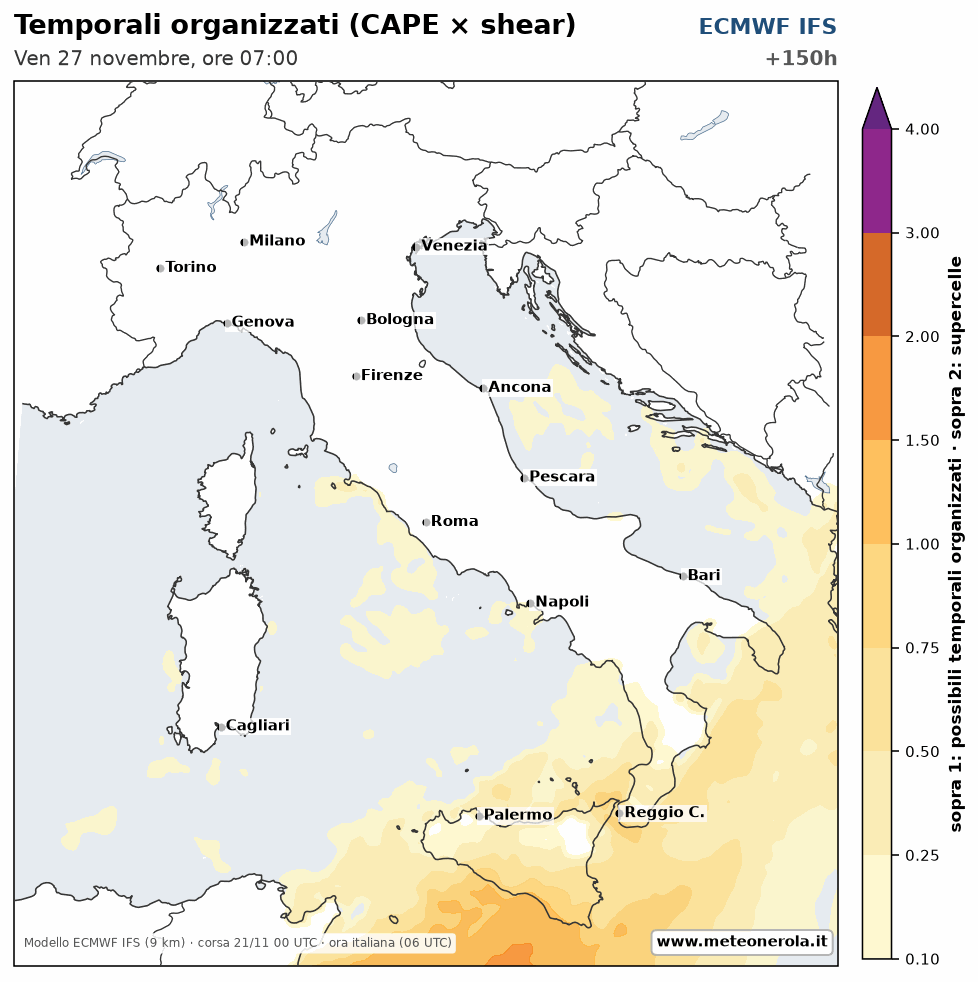 Temporali organizzati (CAPE × shear)
ECMWF IFS
Ven 27 novembre, ore 07:00
+150h
Milano
Venezia
Torino
Genova
Bologna
Firenze
Ancona
Pescara
Roma
Bari
Napoli
Cagliari
Palermo
Reggio C.
Modello ECMWF IFS (9 km) · corsa 21/11 00 UTC · ora italiana (06 UTC)
www.meteonerola.it
4.00
3.00
2.00
1.50
1.00
0.75
0.50
0.25
0.10
sopra 1: possibili temporali organizzati · sopra 2: supercelle